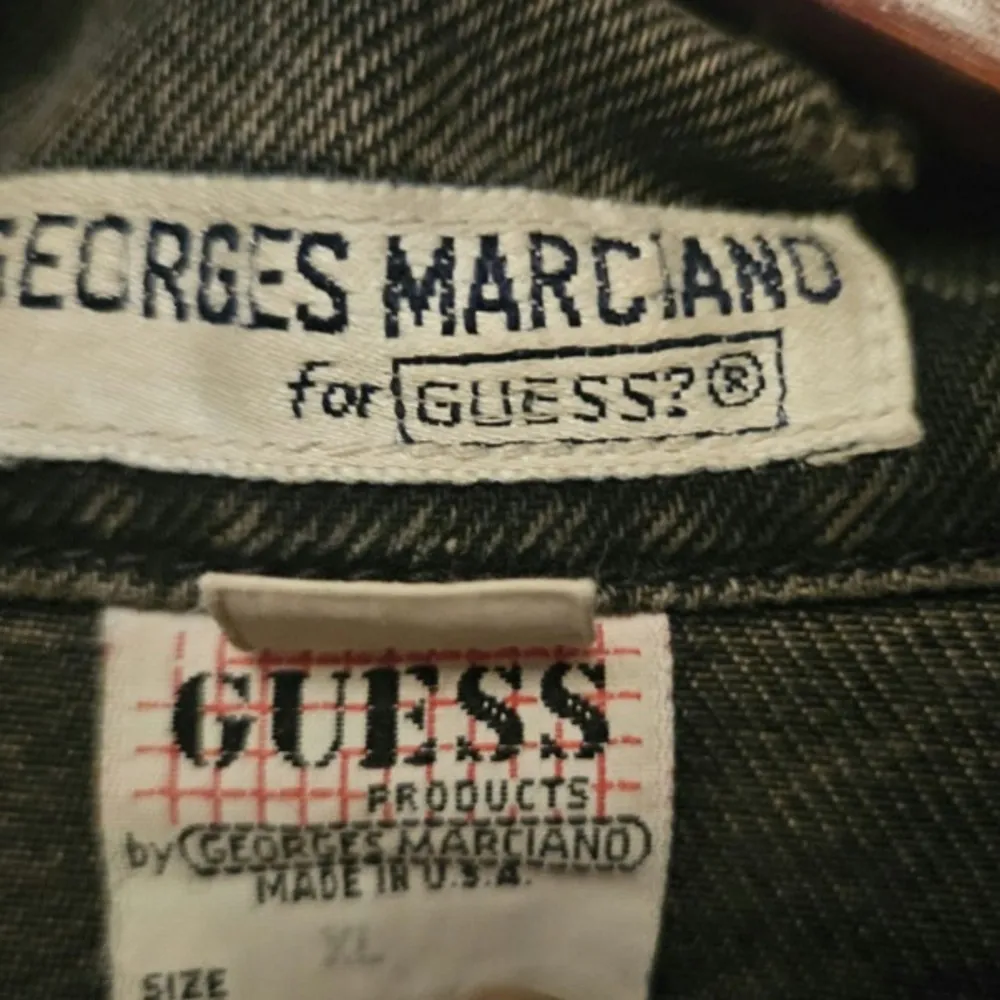 GEORGES MARCIANO
for GUESS?®
GUESS
PRODUCTS
by GEORGES MARCIANO
MADE IN U.S.A.
XL
SIZE